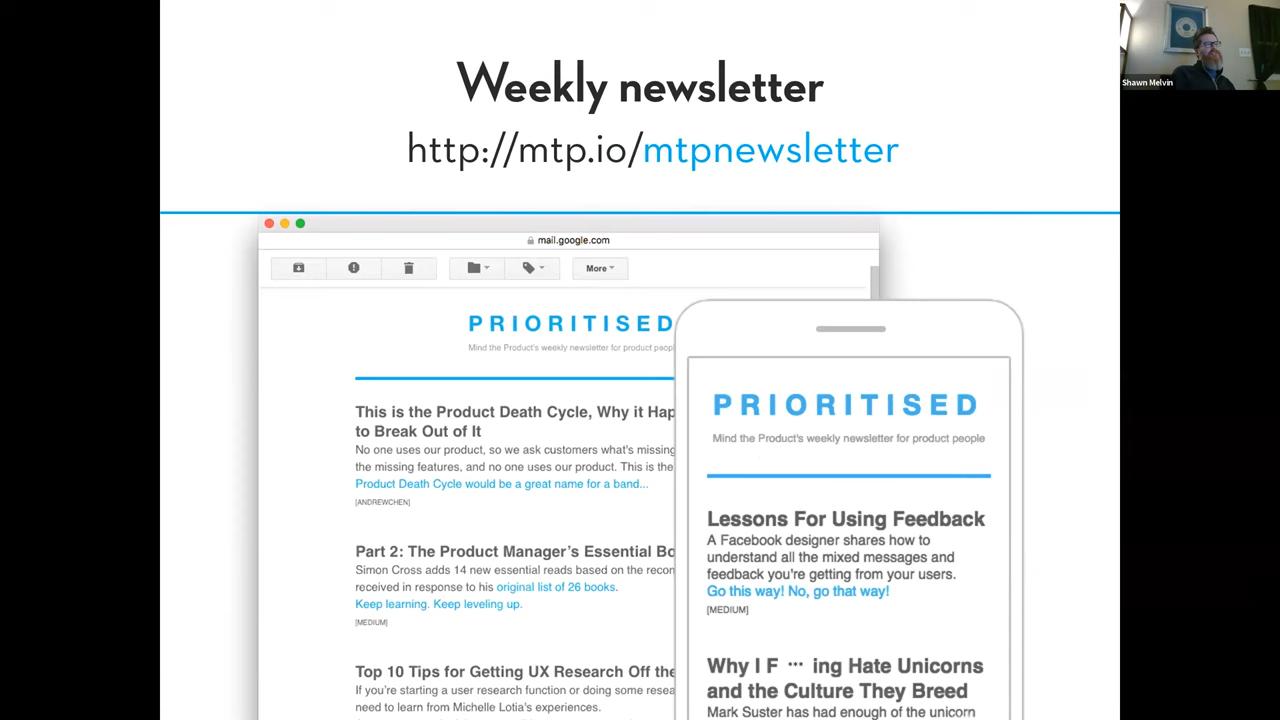 Weekly newsletter
http://mtp.io/mtpnewsletter
Shawn Melvin
mail.google.com
More
PRIORITISED
Mind the Product's weekly newsletter for product peopl
This is the Product Death Cycle, Why it Hap
to Break Out of It
No one uses our product, so we ask customers what's missing
the missing features, and no one uses our product. This is the
Product Death Cycle would be a great name for a band...
[ANDREWCHEN]
Part 2: The Product Manager's Essential Bo
Simon Cross adds 14 new essential reads based on the recon
received in response to his original list of 26 books.
Keep learning. Keep leveling up.
[MEDIUM]
Top 10 Tips for Getting UX Research Off the
If you're starting a user research function or doing some resea
need to learn from Michelle Lotia's experiences.
PRIORITISED
Mind the Product's weekly newsletter for product people
Lessons For Using Feedback
A Facebook designer shares how to
understand all the mixed messages and
feedback you're getting from your users.
Go this way! No, go that way!
[MEDIUM]
Why I F ··· ing Hate Unicorns
and the Culture They Breed
Mark Suster has had enough of the unicorn